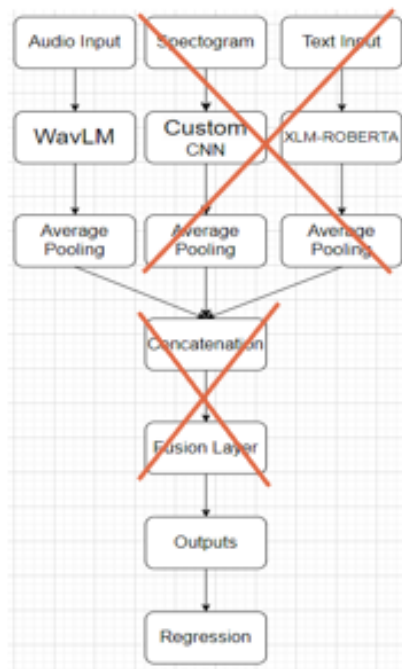 Audio Input
Spectogram
Text Input
WavLM
Custom
CNN
XLM-ROBERTA
Average
Pooling
Average
Pooling
Average
Pooling
Concatenation
Fusion Layer
Outputs
Regression